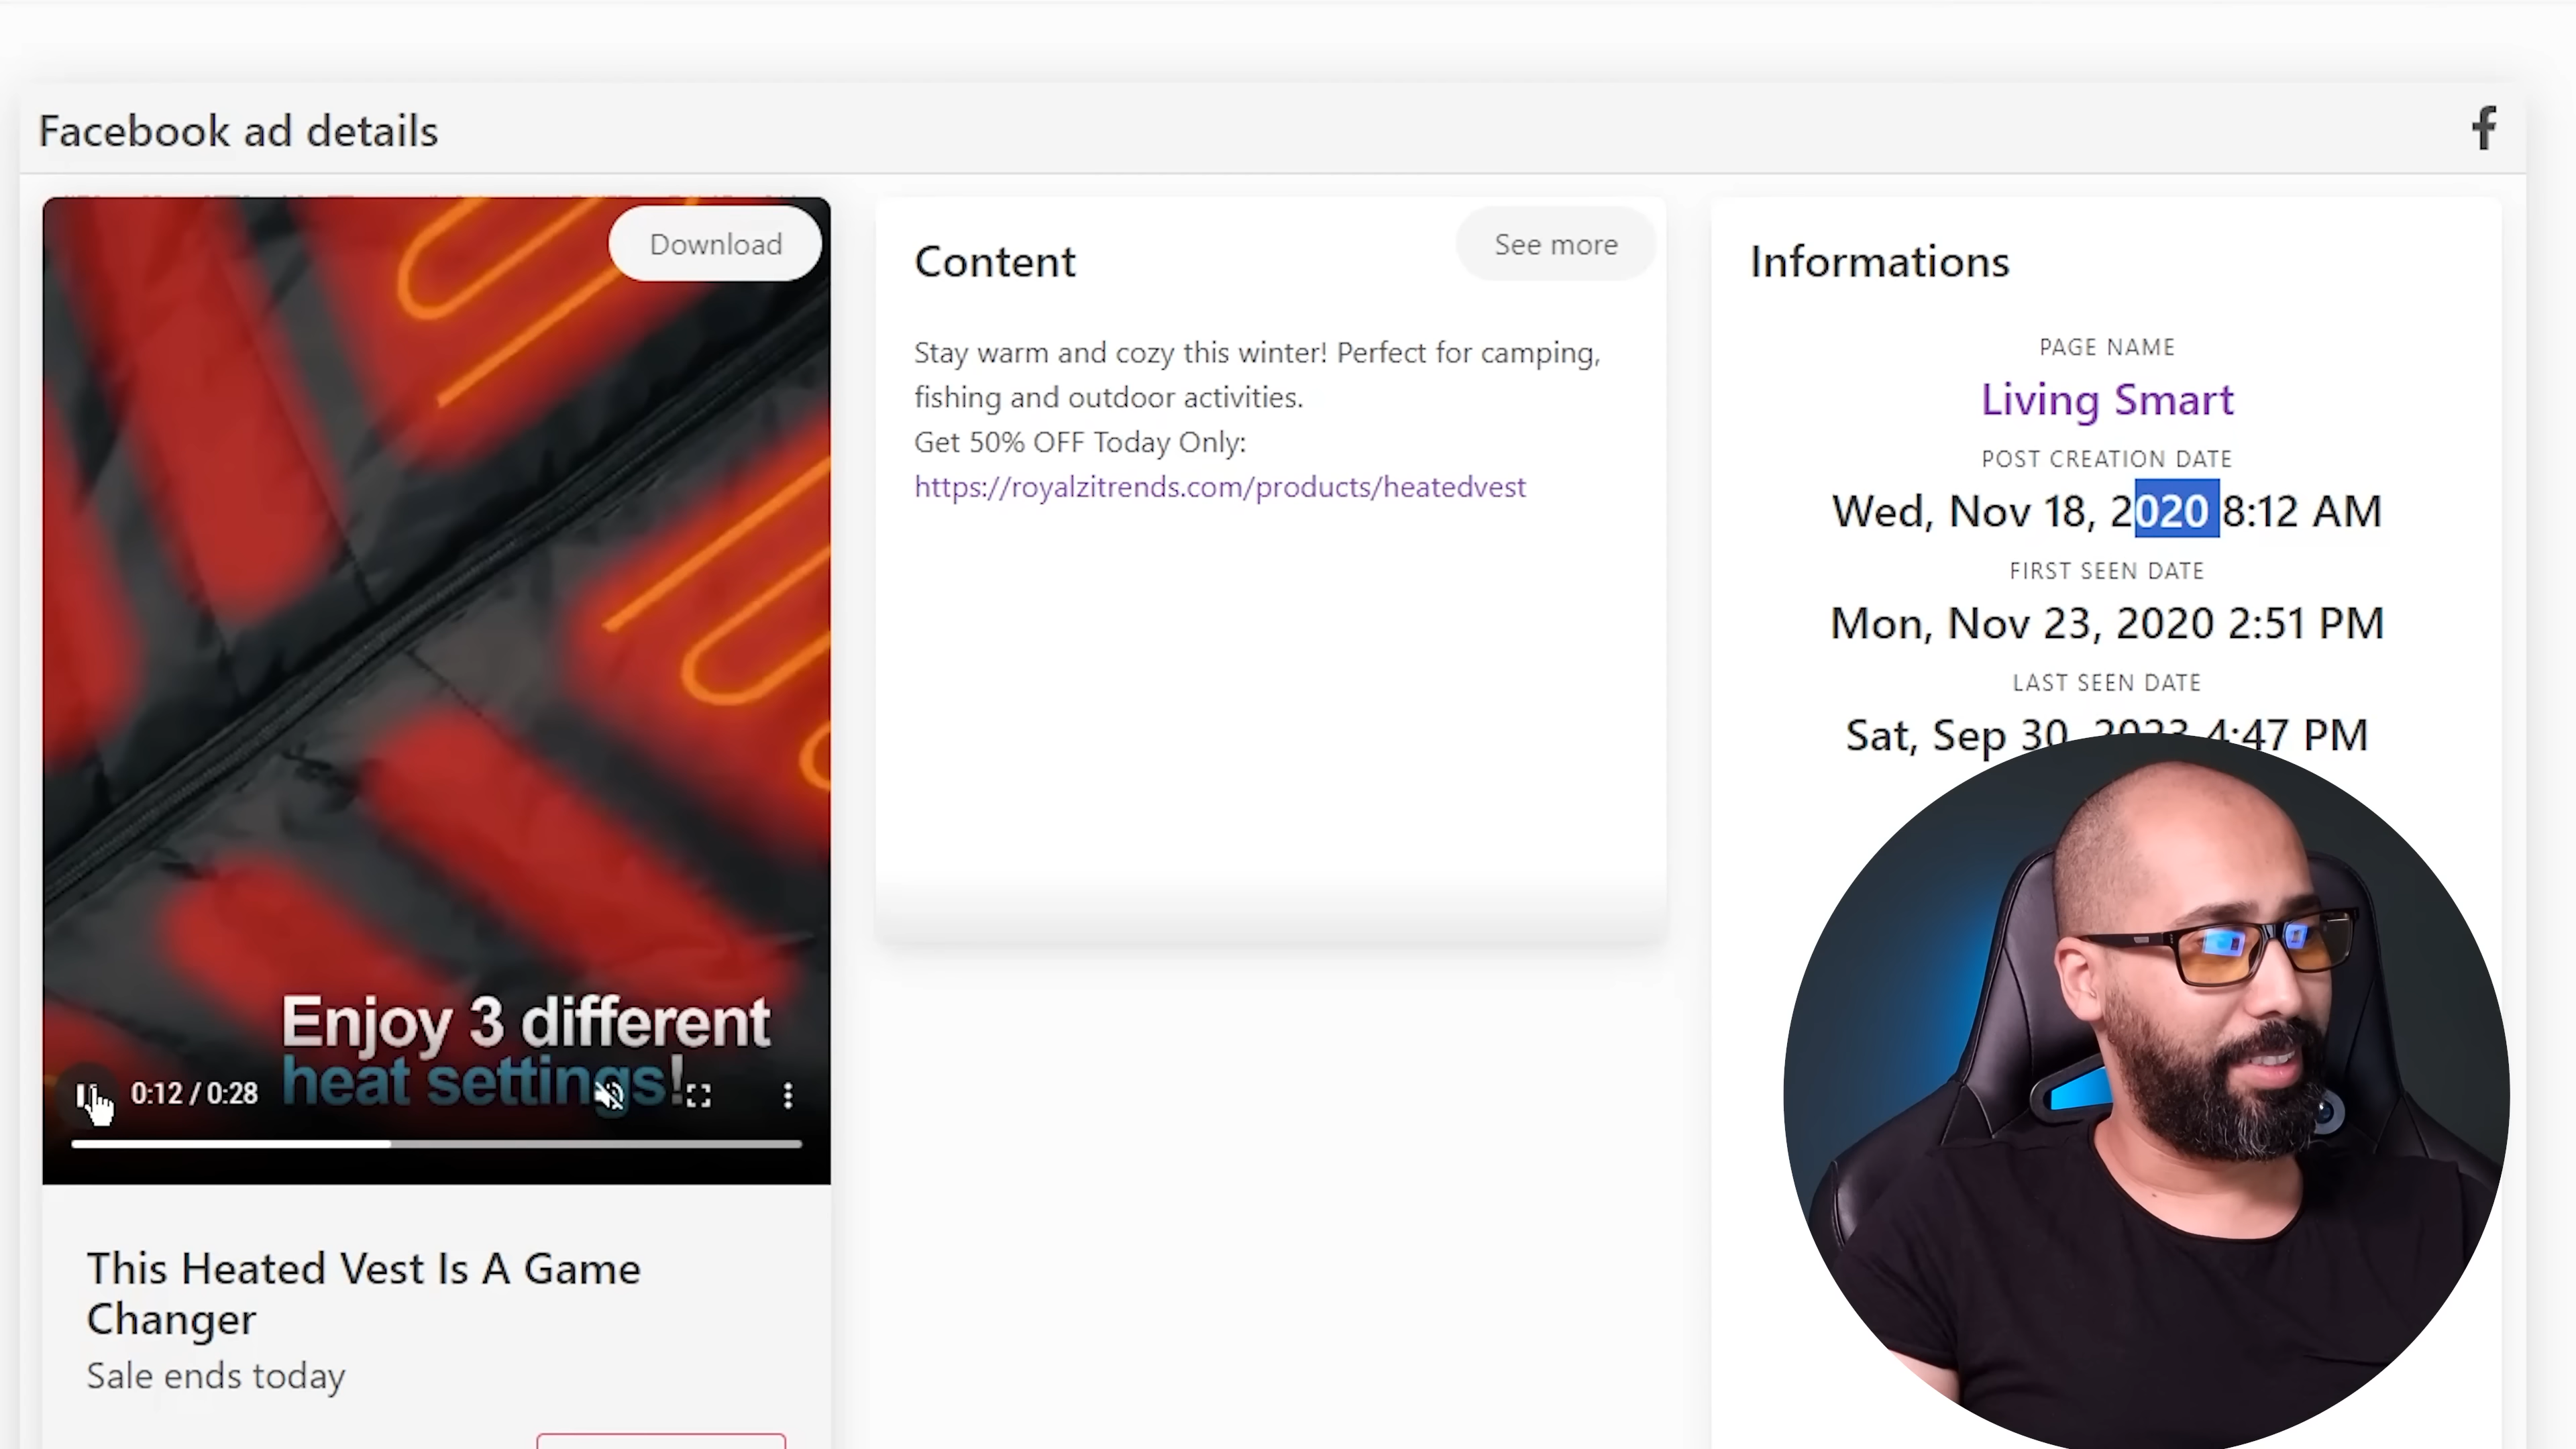 Facebook ad details
Download
Enjoy 3 different
heat settings!
0:12 / 0:28
This Heated Vest Is A Game
Changer
Sale ends today
Content
See more
Stay warm and cozy this winter! Perfect for camping,
fishing and outdoor activities.
Get 50% OFF Today Only:
https://royalzitrends.com/products/heatedvest
Informations
PAGE NAME
Living Smart
POST CREATION DATE
Wed, Nov 18, 2020 8:12 AM
FIRST SEEN DATE
Mon, Nov 23, 2020 2:51 PM
LAST SEEN DATE
Sat, Sep 30, 2023 4:47 PM